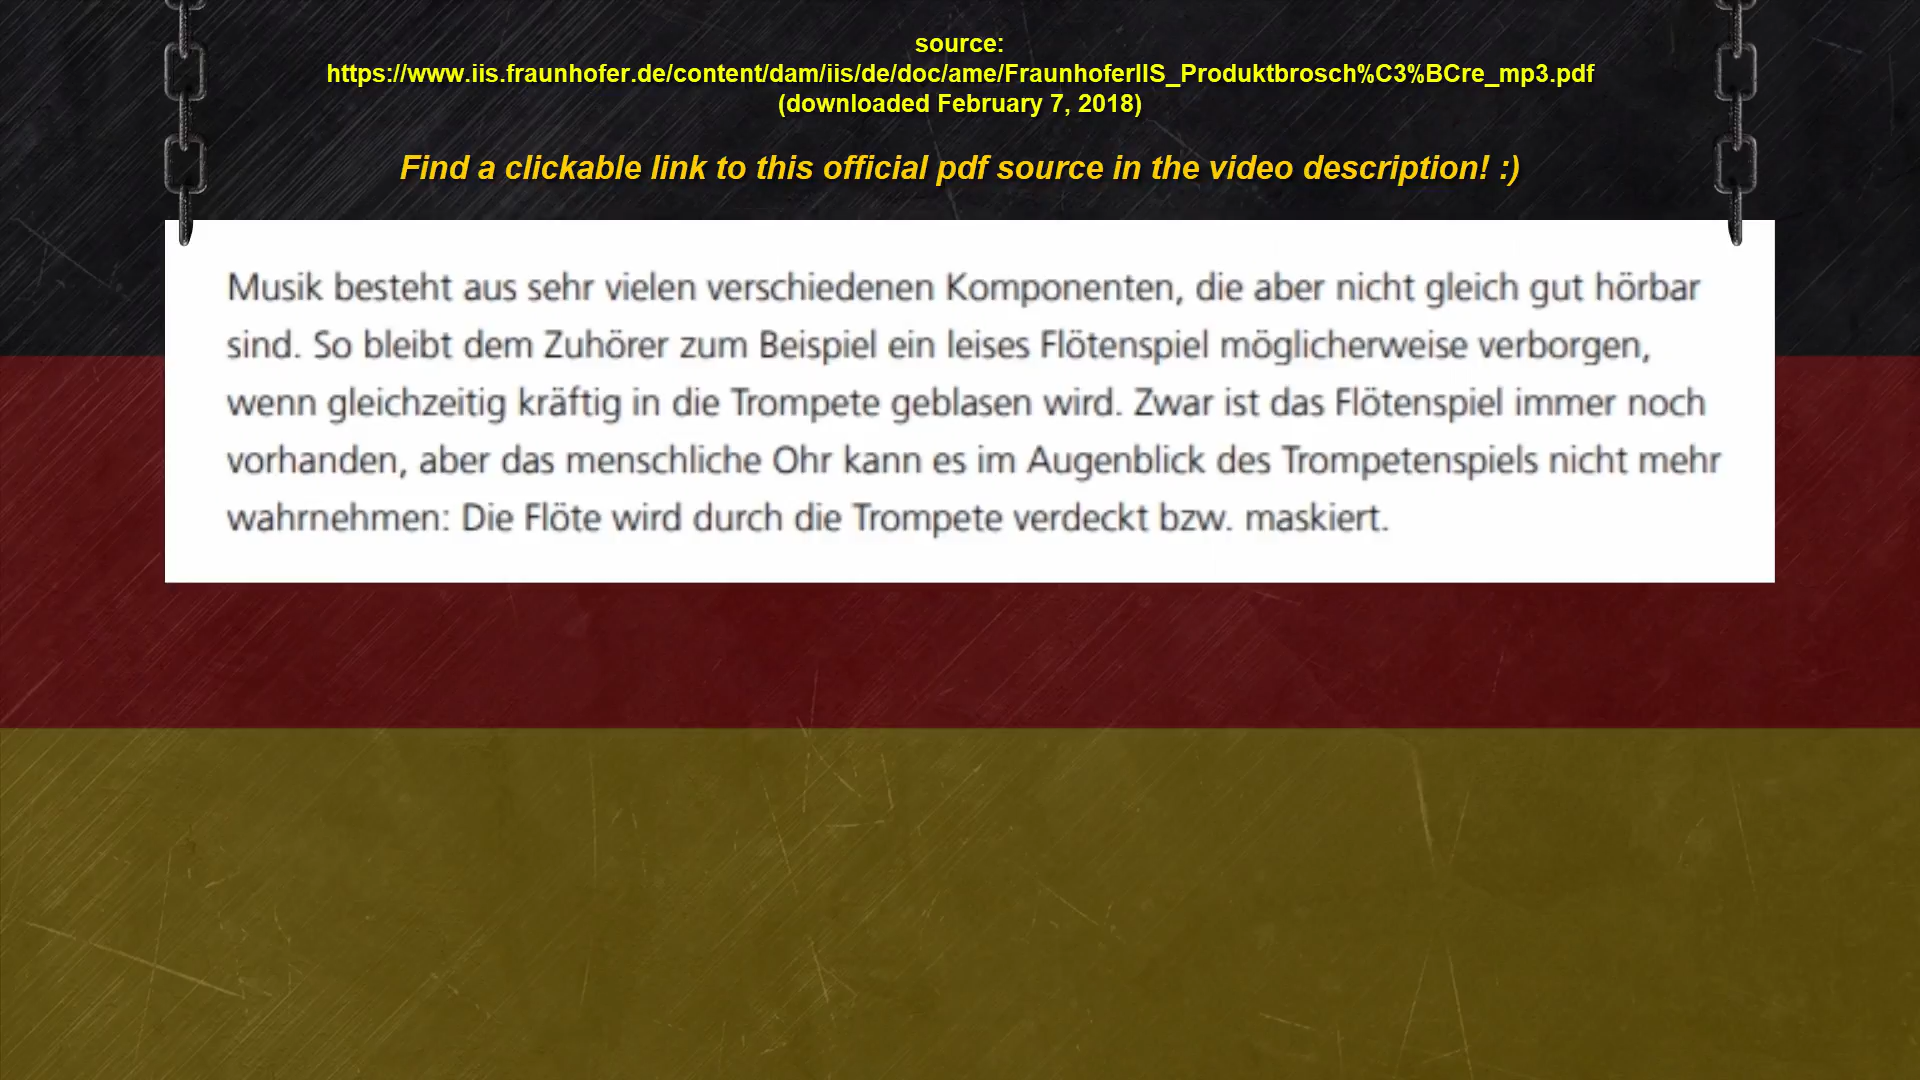 source:
https://www.iis.fraunhofer.de/content/dam/iis/de/doc/ame/FraunhoferIIS_Produktbrosch%C3%BCre_mp3.pdf
(downloaded February 7, 2018)
Find a clickable link to this official pdf source in the video description! :)
Musik besteht aus sehr vielen verschiedenen Komponenten, die aber nicht gleich gut hörbar
sind. So bleibt dem Zuhörer zum Beispiel ein leises Flötenspiel möglicherweise verborgen,
wenn gleichzeitig kräftig in die Trompete geblasen wird. Zwar ist das Flötenspiel immer noch
vorhanden, aber das menschliche Ohr kann es im Augenblick des Trompetenspiels nicht mehr
wahrnehmen: Die Flöte wird durch die Trompete verdeckt bzw. maskiert.